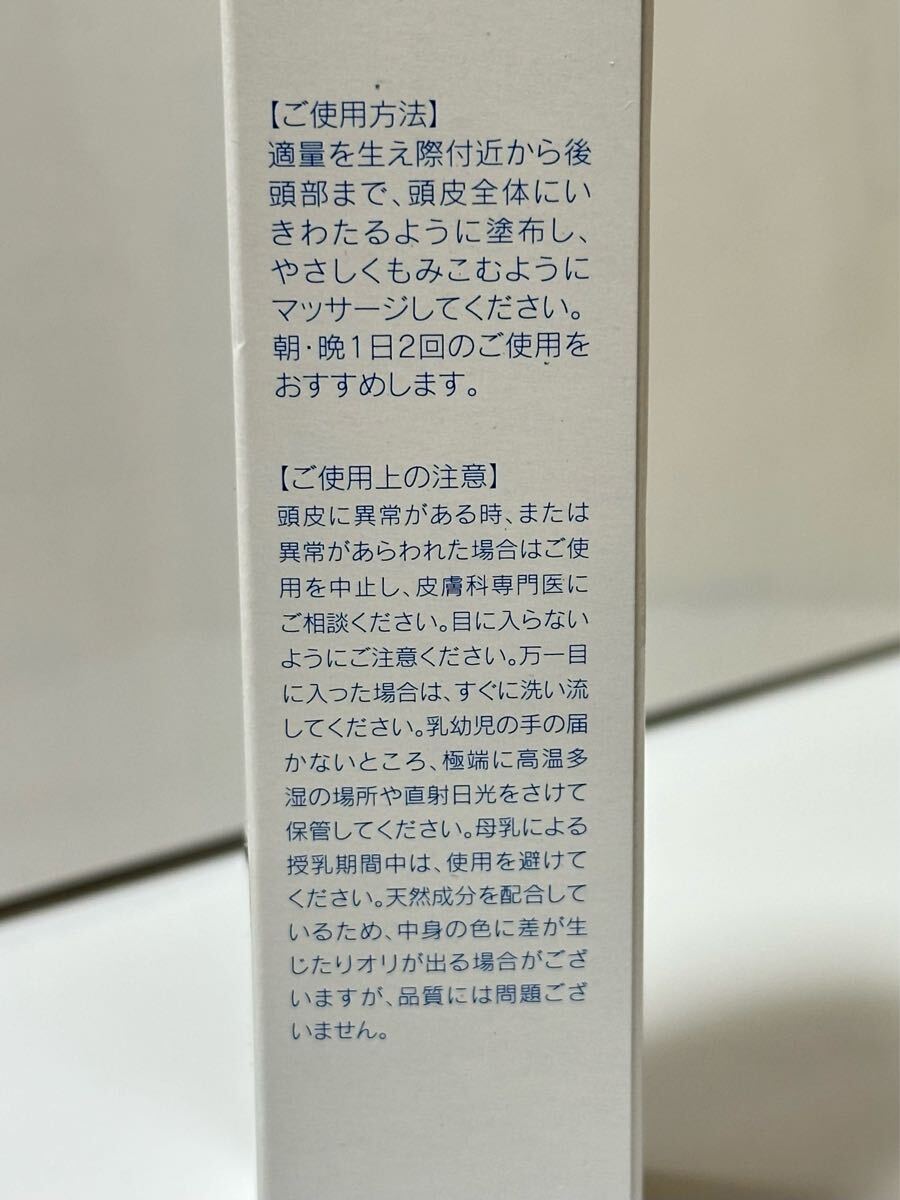 【ご使用方法】
適量を生え際付近から後
頭部まで、頭皮全体にい
きわたるように塗布し、
やさしくもみこむように
マッサージしてください。
朝・晩1日2回のご使用を
おすすめします。
【ご使用上の注意】
頭皮に異常がある時、または
異常があらわれた場合はご使
用を中止し、皮膚科専門医に
ご相談ください。目に入らない
ようにご注意ください。万一目
に入った場合は、すぐに洗い流
してください。乳幼児の手の届
かないところ、極端に高温多
湿の場所や直射日光をさけて
保管してください。母乳による
授乳期間中は、使用を避けて
ください。天然成分を配合して
いるため、中身の色に差が生
じたりオリが出る場合がござ
いますが、品質には問題ござ
いません。